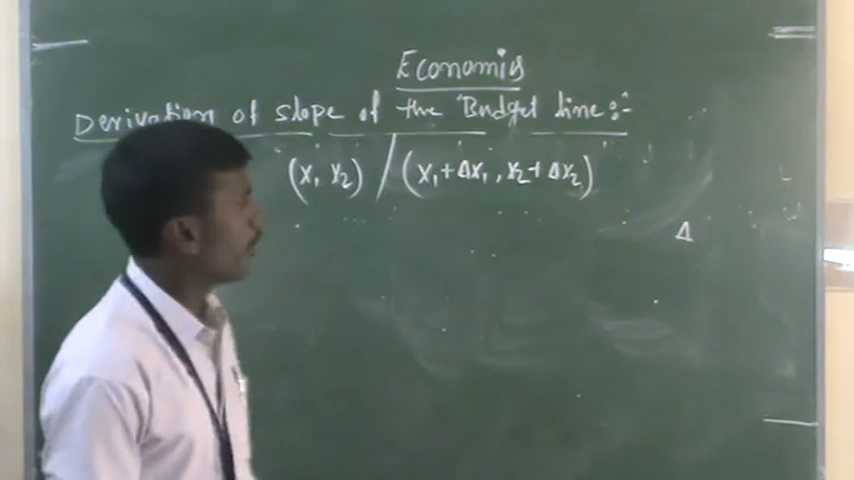 Economics
Derivation of slope of the Budget line :-
(x₁ x₂) / (x₁+Δx₁, x₂+Δx₂)
Δ